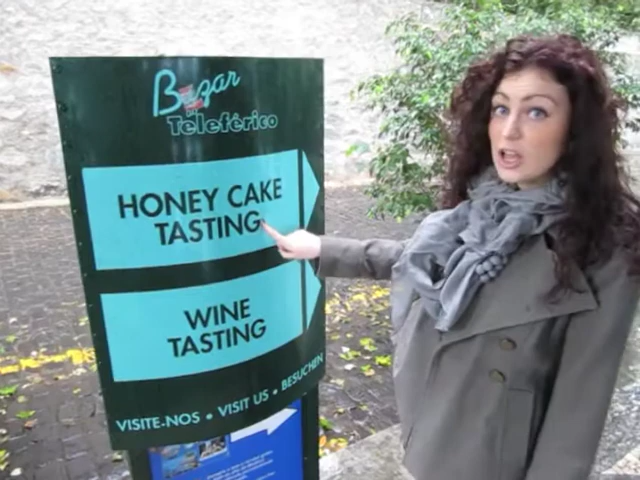 Bazar
Teleférico
HONEY CAKE
TASTING
WINE
TASTING
VISITE-NOS • VISIT US • BESUCHEN